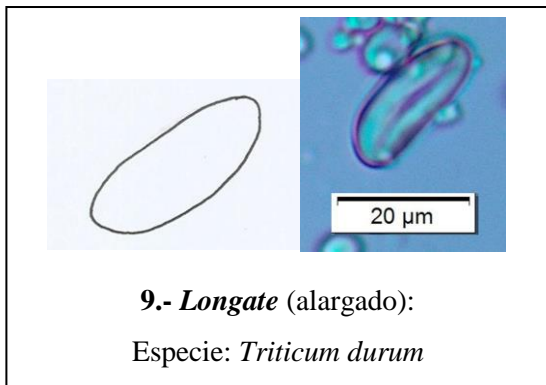 20 µm
9.- Longate (alargado):
Especie: Triticum durum